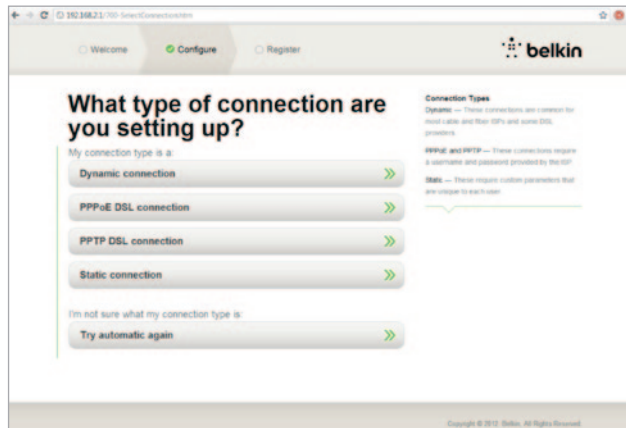 192.168.2.1/700-SelectConnection.htm
Welcome
Configure
Register
belkin
What type of connection are
you setting up?
My connection type is a:
Dynamic connection
PPPoE DSL connection
PPTP DSL connection
Static connection
I'm not sure what my connection type is:
Try automatic again
Connection Types
Dynamic — These connections are common for
most cable and fiber ISPs and some DSL
providers.
PPPoE and PPTP — These connections require
a username and password provided by the ISP.
Static — These require custom parameters that
are unique to each user.
Copyright © 2012 Belkin. All Rights Reserved.